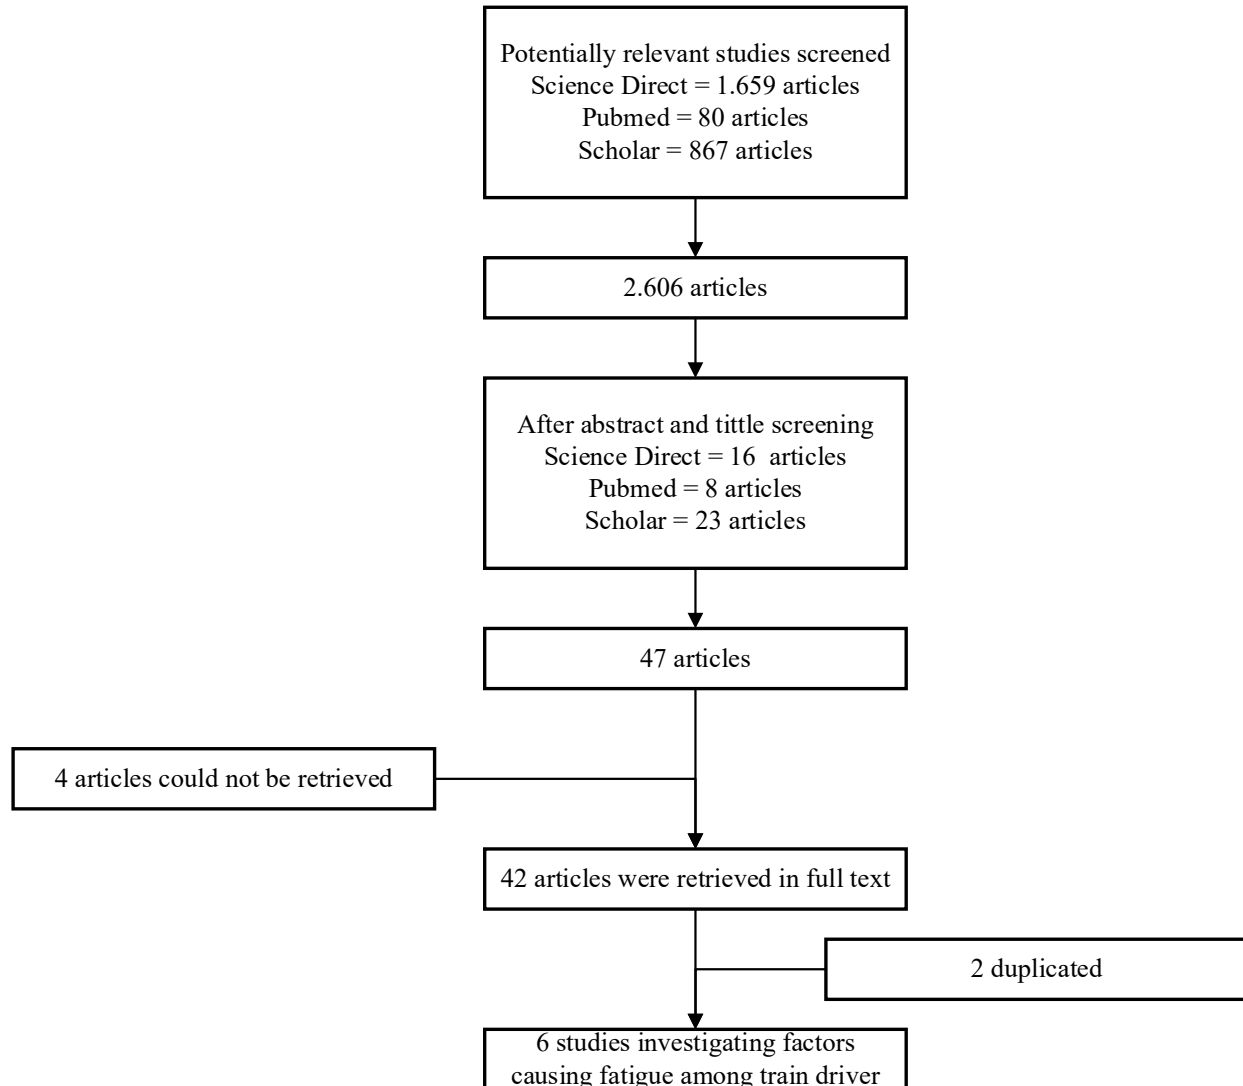 Potentially relevant studies screened
Science Direct = 1.659 articles
Pubmed = 80 articles
Scholar = 867 articles
2.606 articles
After abstract and tittle screening
Science Direct = 16 articles
Pubmed = 8 articles
Scholar = 23 articles
47 articles
4 articles could not be retrieved
42 articles were retrieved in full text
2 duplicated
6 studies investigating factors
causing fatigue among train driver